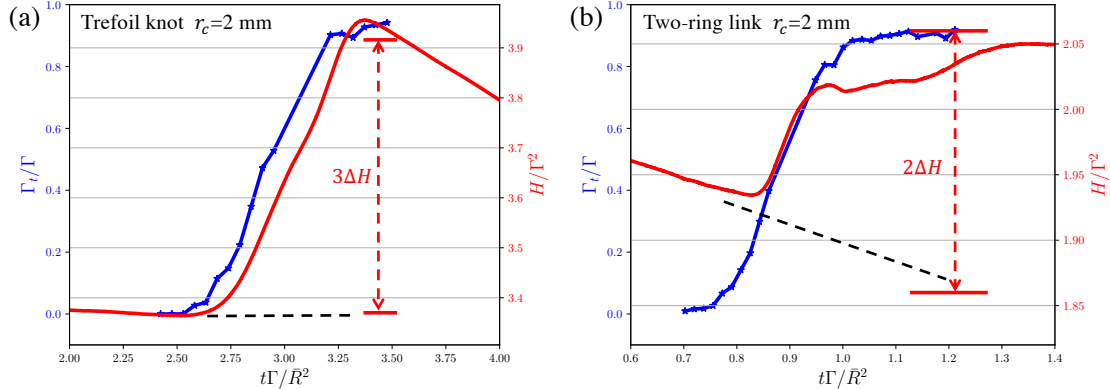 (a)
Trefoil knot r_c=2 mm
1.0
0.8
0.6
0.4
0.2
0.0
Γ_t/Γ
3.9
3.8
3.7
3.6
3.5
3.4
H/Γ²
3ΔH
2.00 2.25 2.50 2.75 3.00 3.25 3.50 3.75 4.00
tΓ/R̄²
(b)
Two-ring link r_c=2 mm
1.0
0.8
0.6
0.4
0.2
0.0
Γ_t/Γ
2.05
2.00
1.95
1.90
1.85
H/Γ²
2ΔH
0.6 0.7 0.8 0.9 1.0 1.1 1.2 1.3 1.4
tΓ/R̄²